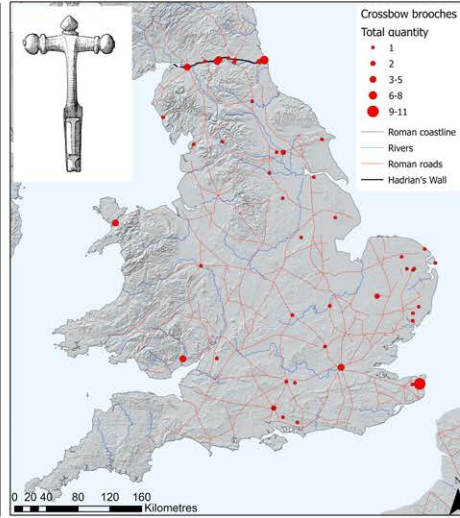 Crossbow brooches
Total quantity
1
2
3-5
6-8
9-11
Roman coastline
Rivers
Roman roads
Hadrian's Wall
0 20 40 80 120 160
Kilometres
N